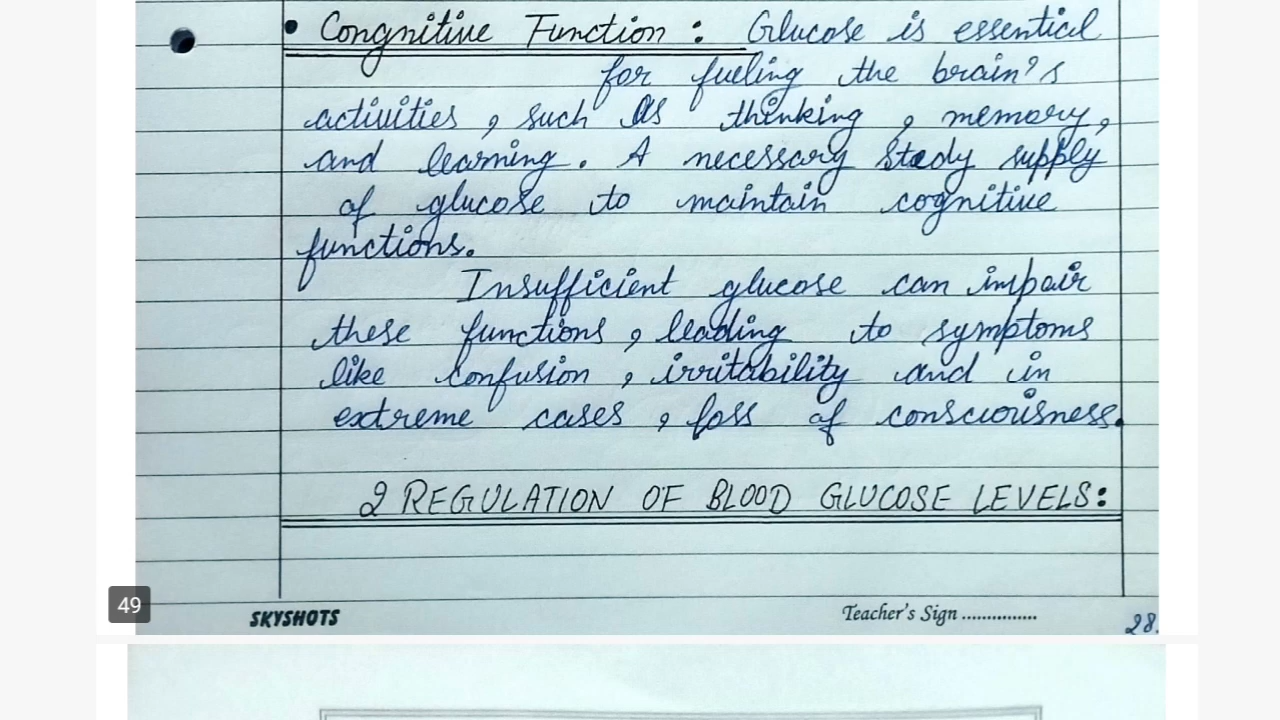 • Congnitive Function : Glucose is essential
for fueling the brain's
activities , such as thinking , memory,
and learning. A necessary stedy supply
of glucose to maintain cognitive
functions.
Insufficient glucose can impair
these functions , leading to symptoms
like confusion , irritability and in
extreme cases , loss of consciousness.
2 REGULATION OF BLOOD GLUCOSE LEVELS:
49
SKYSHOTS
Teacher's Sign ...............
28.